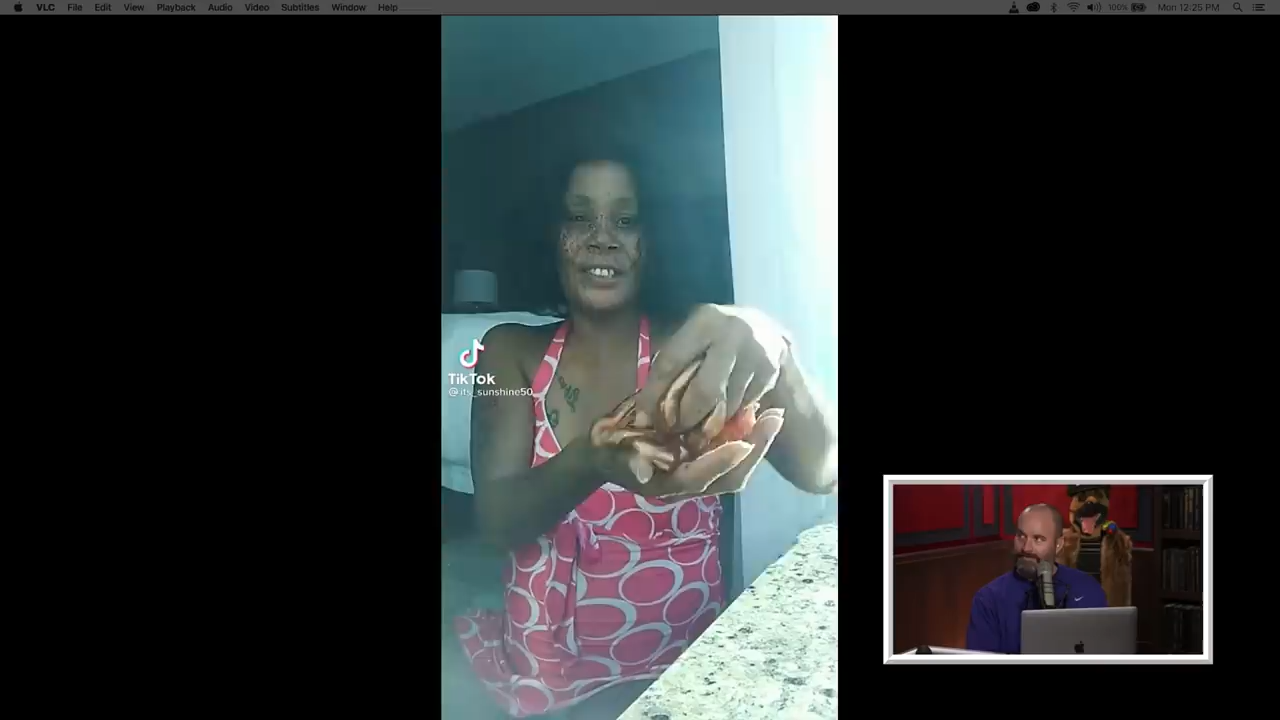 VLC File Edit View Playback Audio Video Subtitles Window Help 100% Mon 12:25 PM
TikTok
@its_sunshine50